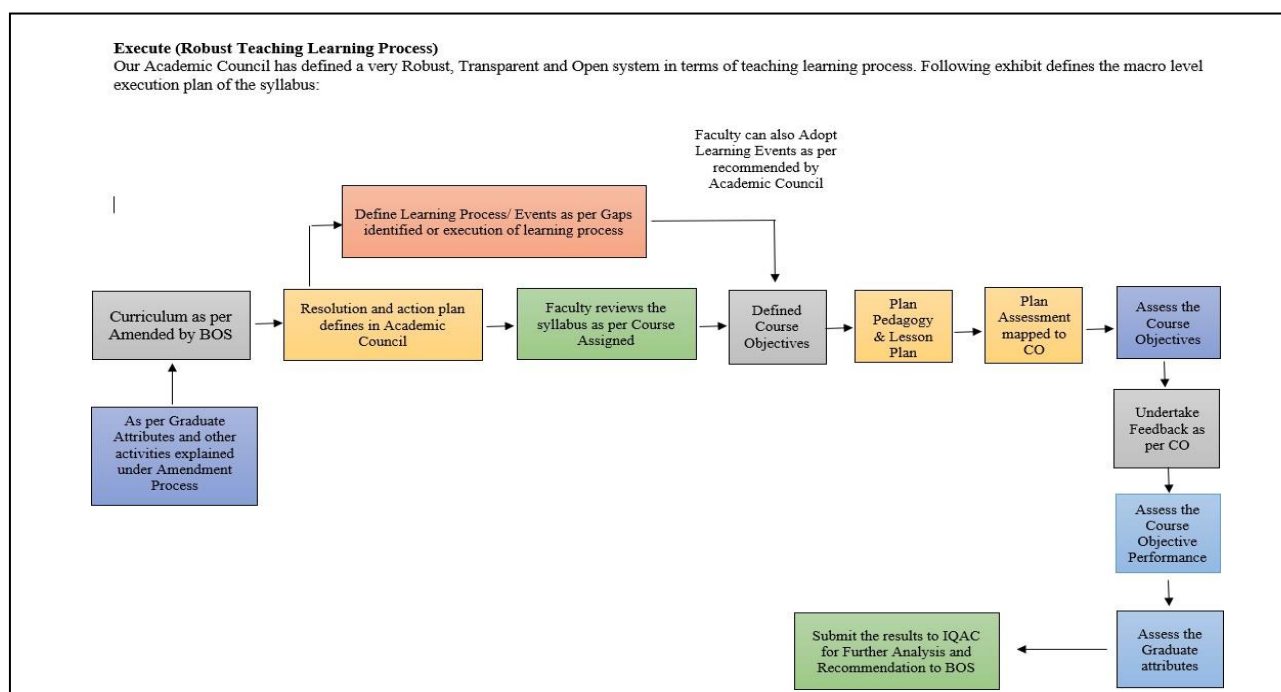 Execute (Robust Teaching Learning Process)
Our Academic Council has defined a very Robust, Transparent and Open system in terms of teaching learning process. Following exhibit defines the macro level
execution plan of the syllabus:
Faculty can also Adopt
Learning Events as per
recommended by
Academic Council
Define Learning Process/ Events as per Gaps
identified or execution of learning process
Curriculum as per
Amended by BOS
Resolution and action plan
defines in Academic
Council
Faculty reviews the
syllabus as per Course
Assigned
Defined
Course
Objectives
Plan
Pedagogy
& Lesson
Plan
Plan
Assessment
mapped to
CO
Assess the
Course
Objectives
As per Graduate
Attributes and other
activities explained
under Amendment
Process
Undertake
Feedback as
per CO
Assess the
Course
Objective
Performance
Submit the results to IQAC
for Further Analysis and
Recommendation to BOS
Assess the
Graduate
attributes